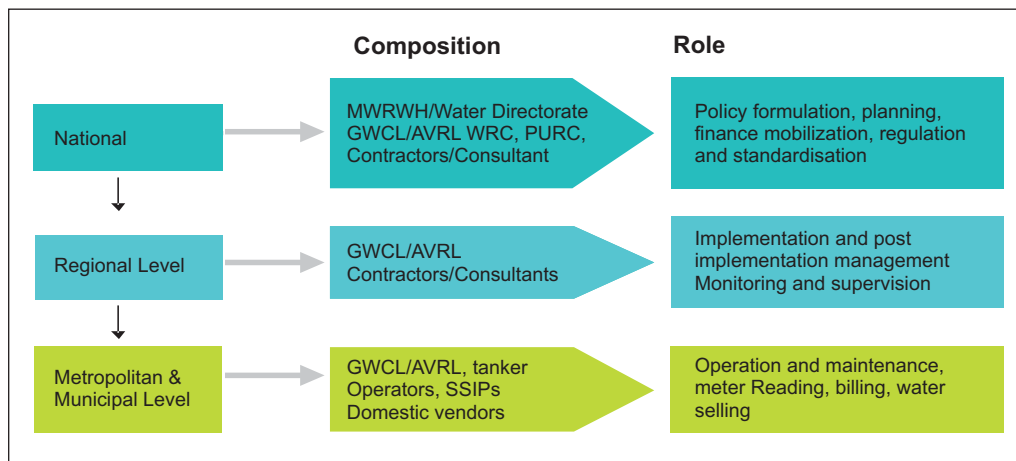 Composition
Role
National
MWRWH/Water Directorate
GWCL/AVRL WRC, PURC,
Contractors/Consultant
Policy formulation, planning,
finance mobilization, regulation
and standardisation
Regional Level
GWCL/AVRL
Contractors/Consultants
Implementation and post
implementation management
Monitoring and supervision
Metropolitan &
Municipal Level
GWCL/AVRL, tanker
Operators, SSIPs
Domestic vendors
Operation and maintenance,
meter Reading, billing, water
selling